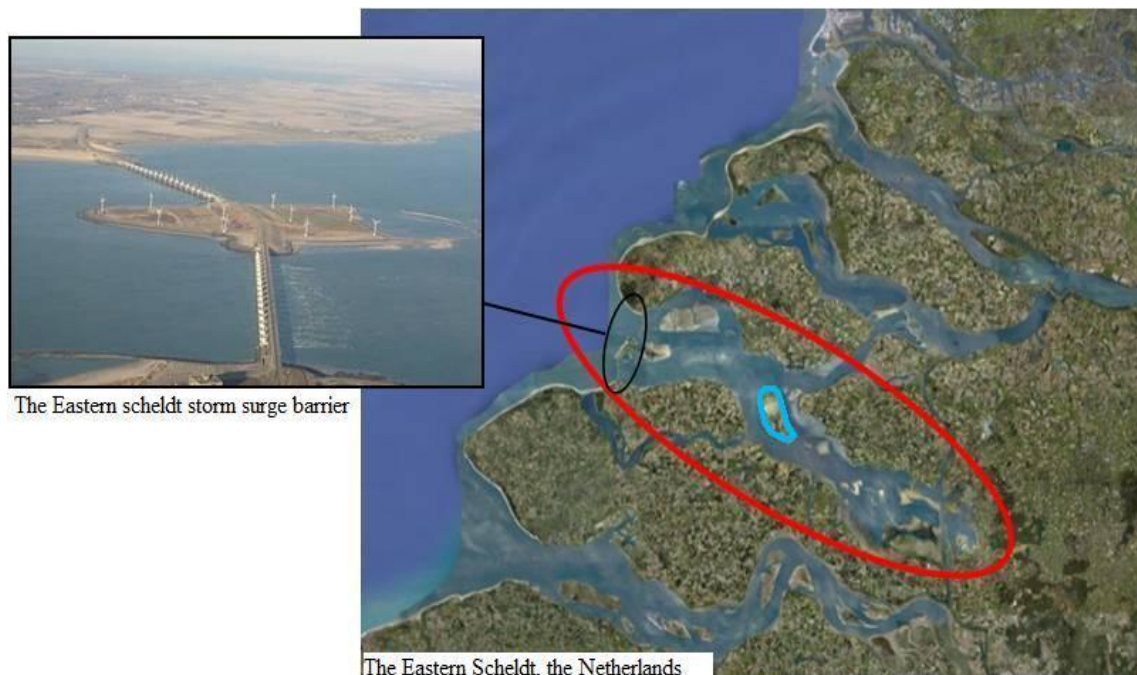 The Eastern scheldt storm surge barrier
The Eastern Scheldt, the Netherlands